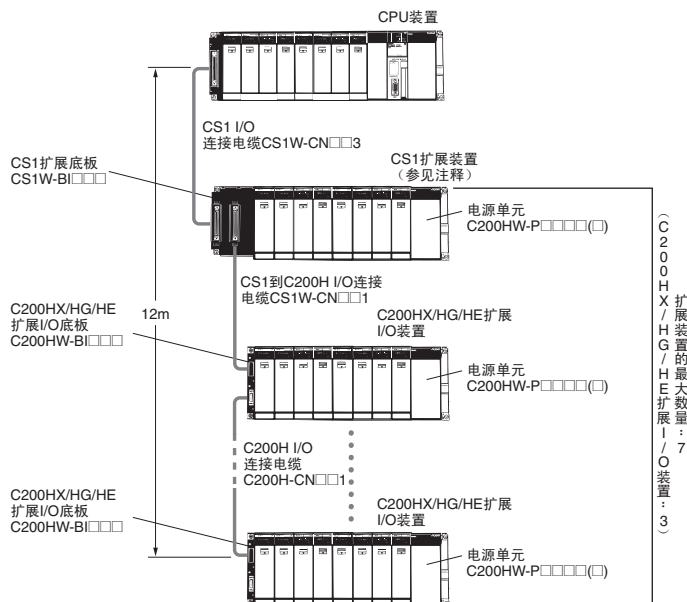 CPU装置
CS1 I/O
连接电缆CS1W-CN□□3
CS1扩展底板
CS1W-BI□□□
CS1扩展装置
（参见注释）
电源单元
C200HW-P□□□□(□)
CS1到C200H I/O连接
电缆CS1W-CN□□1
12m
C200HX/HG/HE
扩展I/O底板
C200HW-BI□□□
C200HX/HG/HE扩展
I/O装置
电源单元
C200HW-P□□□□(□)
C200H I/O
连接电缆
C200H-CN□□1
C200HX/HG/HE
扩展I/O底板
C200HW-BI□□□
C200HX/HG/HE扩展
I/O装置
电源单元
C200HW-P□□□□(□)
扩展装置的最大数量：7
（C200HX/HG/HE扩展I/O装置：3）